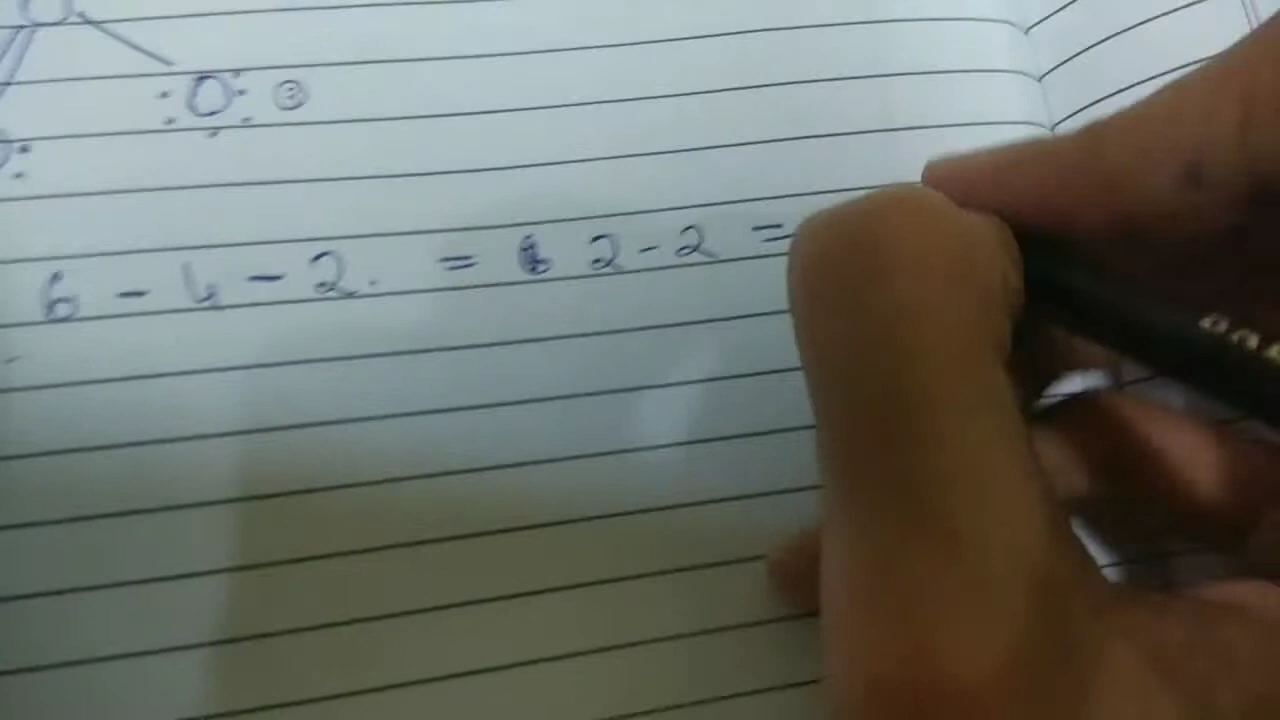 O 3
6 - 4 - 2. = 2 - 2 =